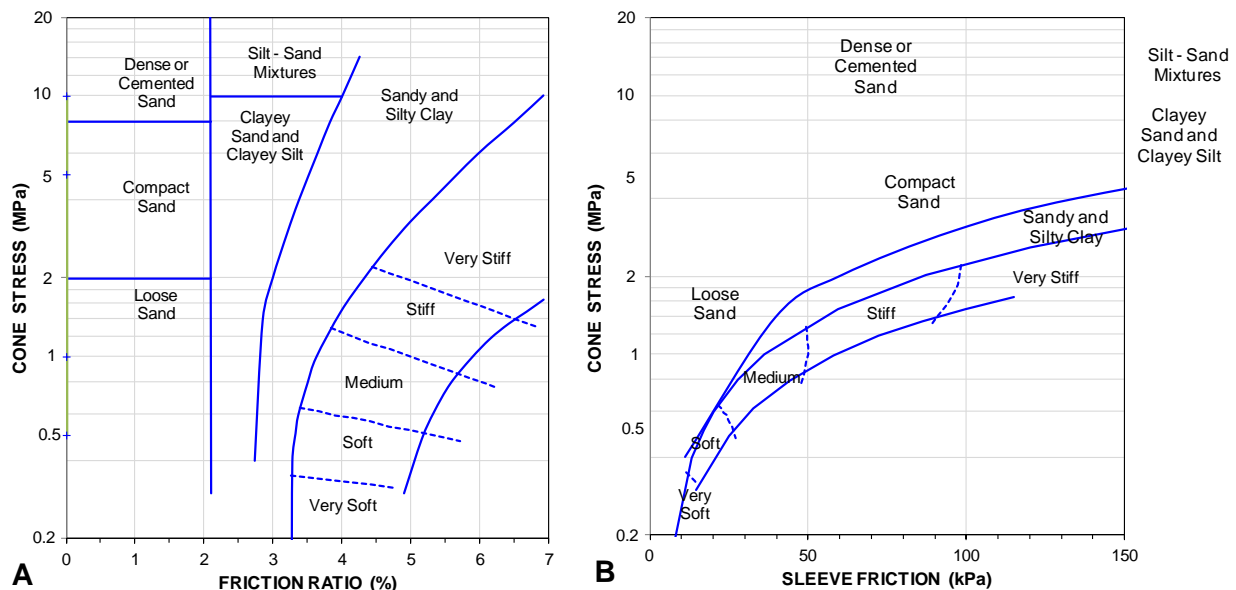 20
10
5
2
1
0.5
0.2
CONE STRESS (MPa)
Dense or
Cemented
Sand
Silt - Sand
Mixtures
Sandy and
Silty Clay
Clayey
Sand and
Clayey Silt
Compact
Sand
Very Stiff
Loose
Sand
Stiff
Medium
Soft
Very Soft
0 1 2 3 4 5 6 7
A
FRICTION RATIO (%)
20
10
5
2
1
0.5
0.2
CONE STRESS (MPa)
Dense or
Cemented
Sand
Silt - Sand
Mixtures
Clayey
Sand and
Clayey Silt
Compact
Sand
Sandy and
Silty Clay
Very Stiff
Loose
Sand
Stiff
Medium
Soft
Very
Soft
0 50 100 150
B
SLEEVE FRICTION (kPa)